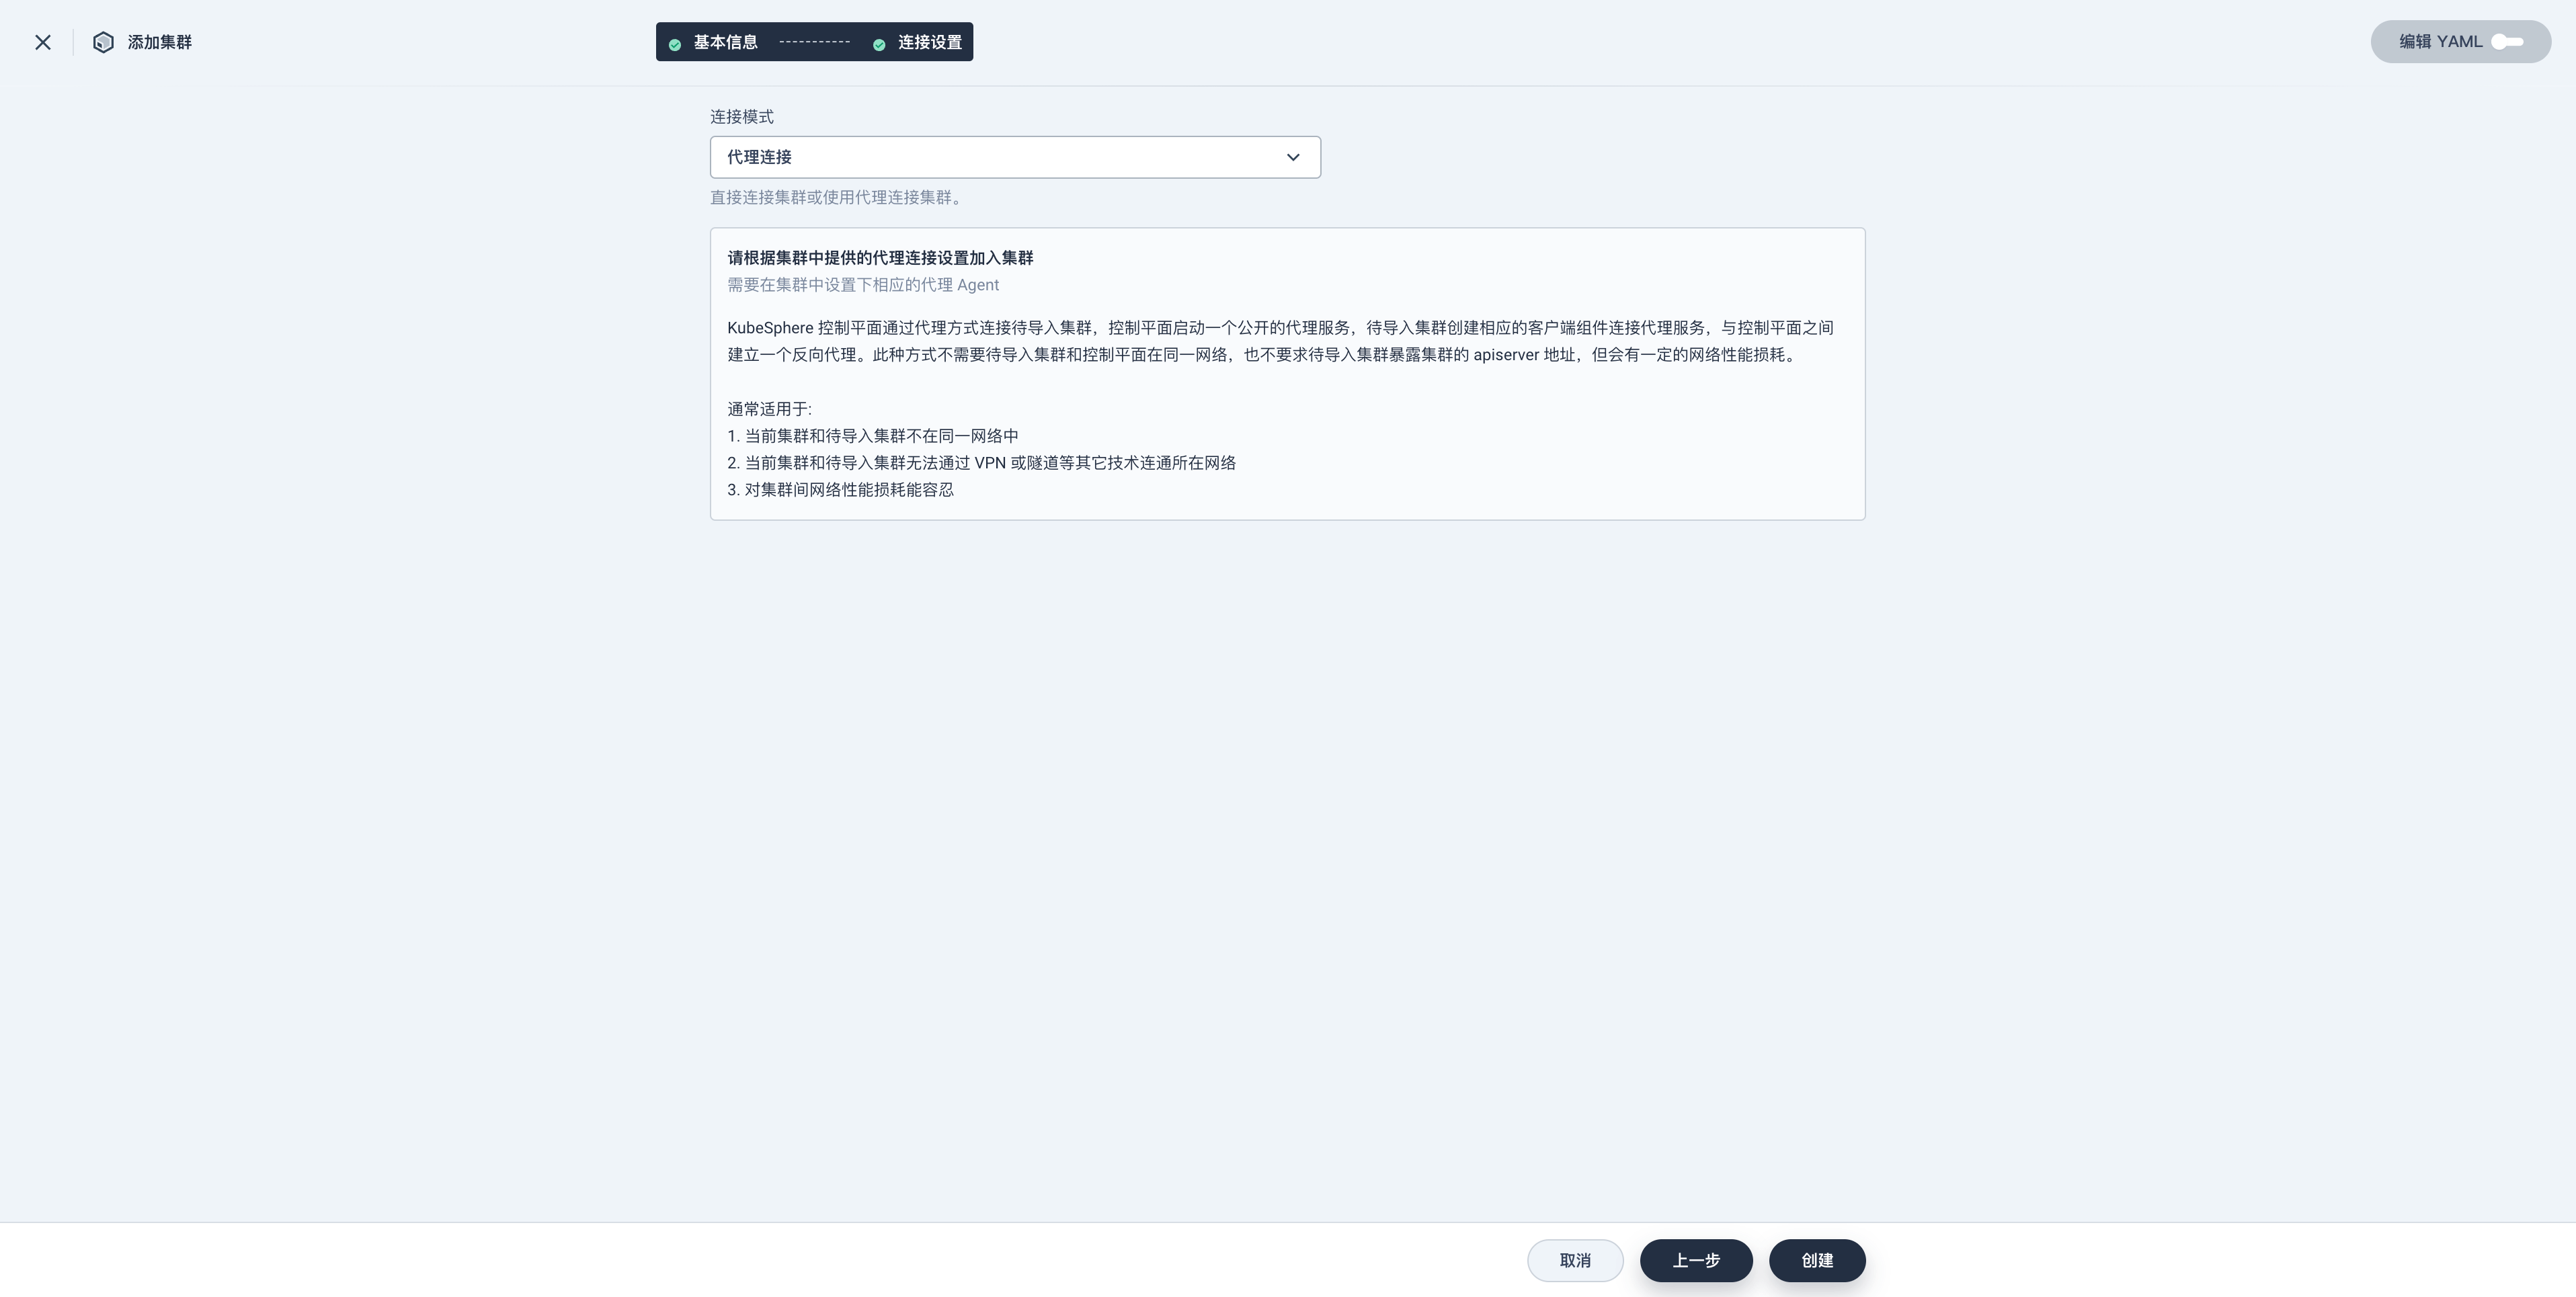 添加集群
基本信息
连接设置
编辑 YAML
连接模式
代理连接
直接连接集群或使用代理连接集群。
请根据集群中提供的代理连接设置加入集群
需要在集群中设置下相应的代理 Agent
KubeSphere 控制平面通过代理方式连接待导入集群，控制平面启动一个公开的代理服务，待导入集群创建相应的客户端组件连接代理服务，与控制平面之间
建立一个反向代理。此种方式不需要待导入集群和控制平面在同一网络，也不要求待导入集群暴露集群的 apiserver 地址，但会有一定的网络性能损耗。
通常适用于:
1. 当前集群和待导入集群不在同一网络中
2. 当前集群和待导入集群无法通过 VPN 或隧道等其它技术连通所在网络
3. 对集群间网络性能损耗能容忍
取消
上一步
创建